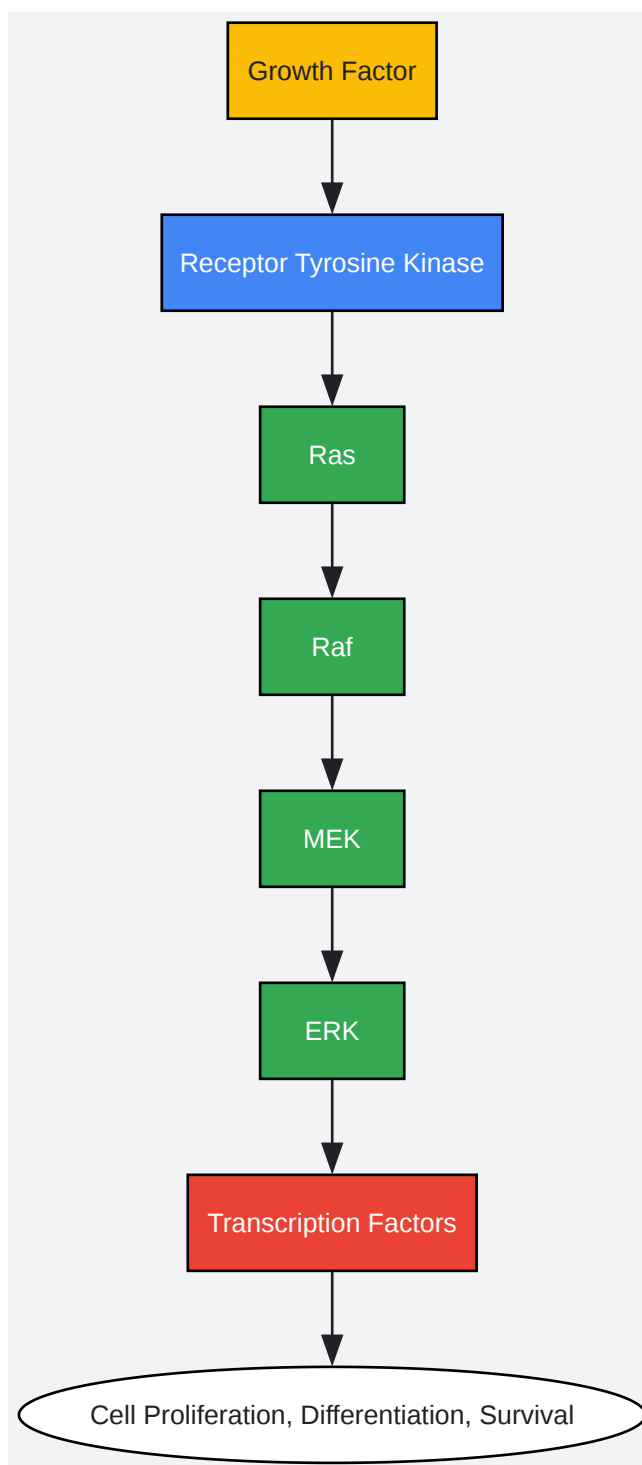 Growth Factor
Receptor Tyrosine Kinase
Ras
Raf
MEK
ERK
Transcription Factors
Cell Proliferation, Differentiation, Survival